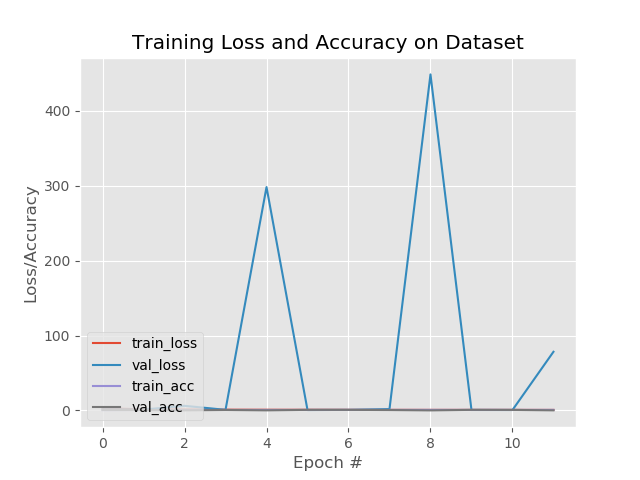 Training Loss and Accuracy on Dataset
Loss/Accuracy
400
300
200
100
0
train_loss
val_loss
train_acc
val_acc
0 2 4 6 8 10
Epoch #